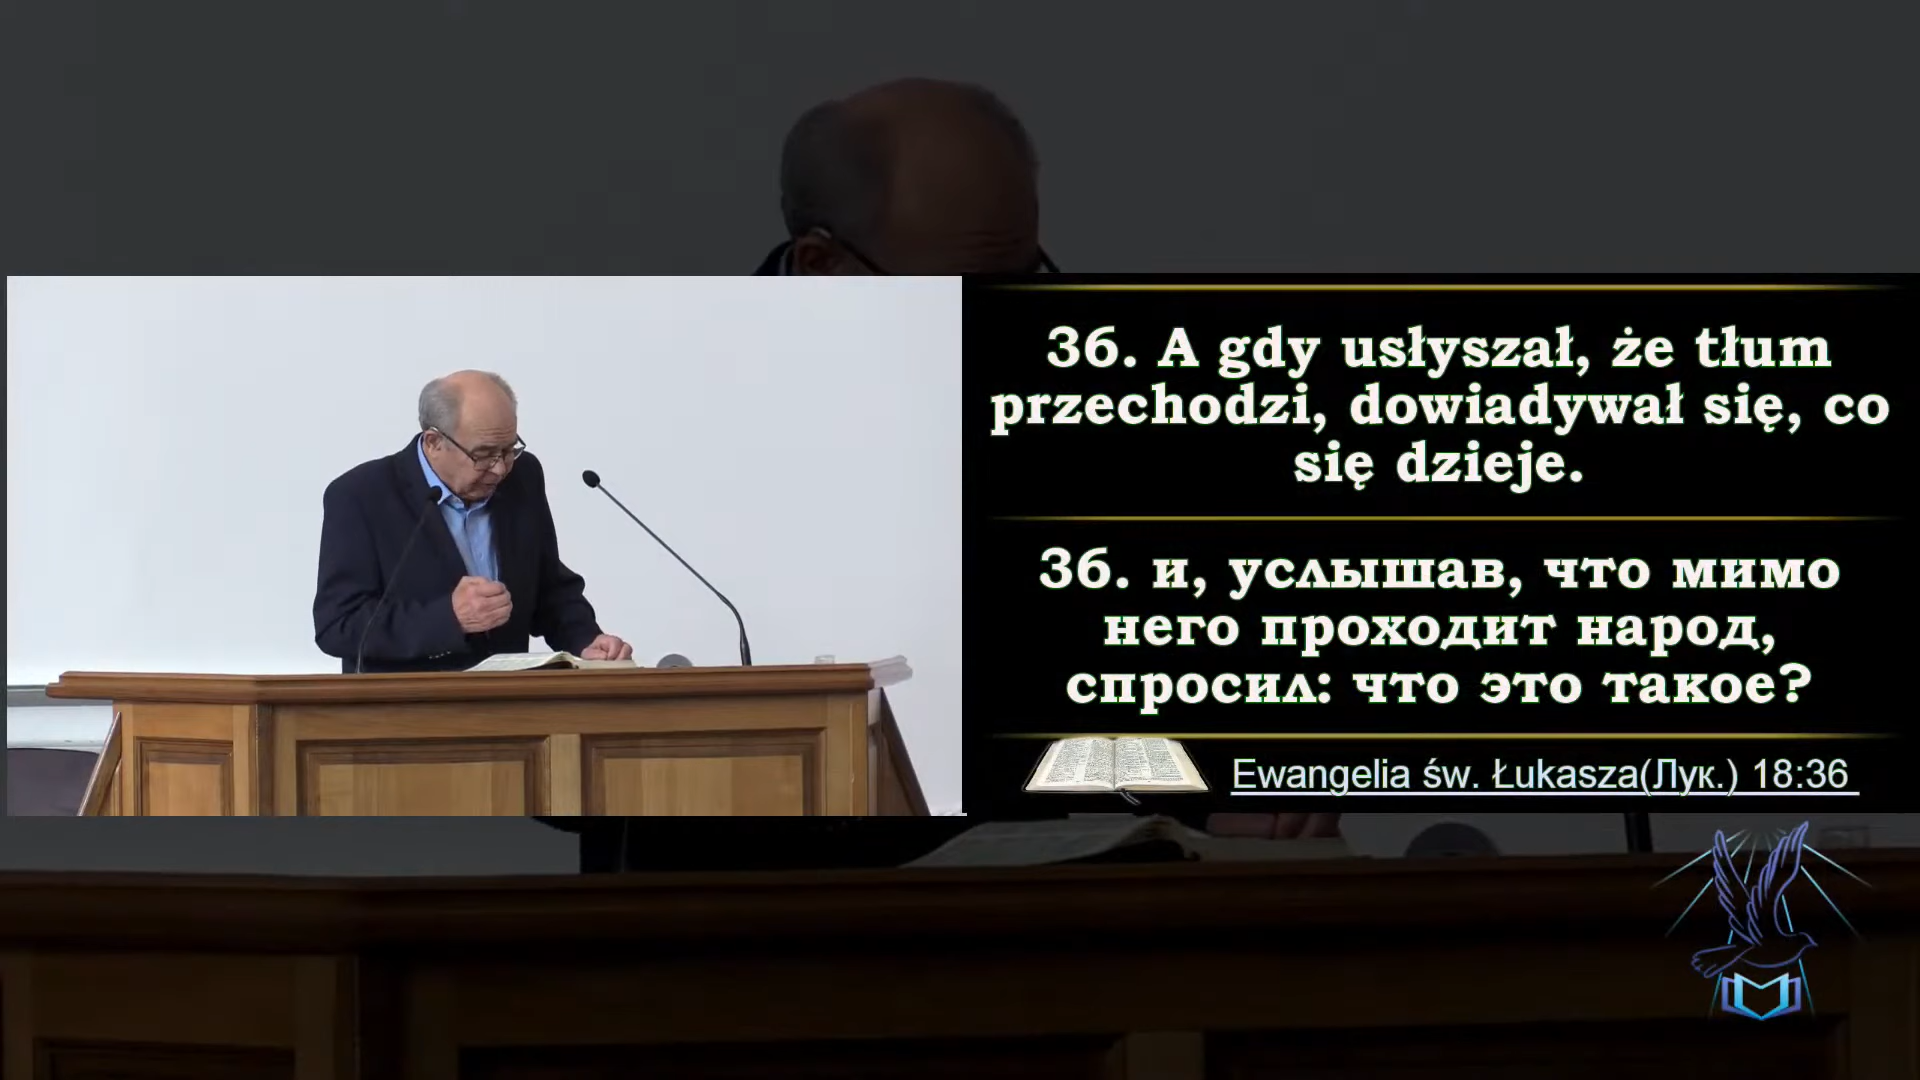 36. A gdy usłyszał, że tłum
przechodzi, dowiadywał się, co
się dzieje.
36. и, услышав, что мимо
него проходит народ,
спросил: что это такое?
Ewangelia św. Łukasza(Лук.) 18:36